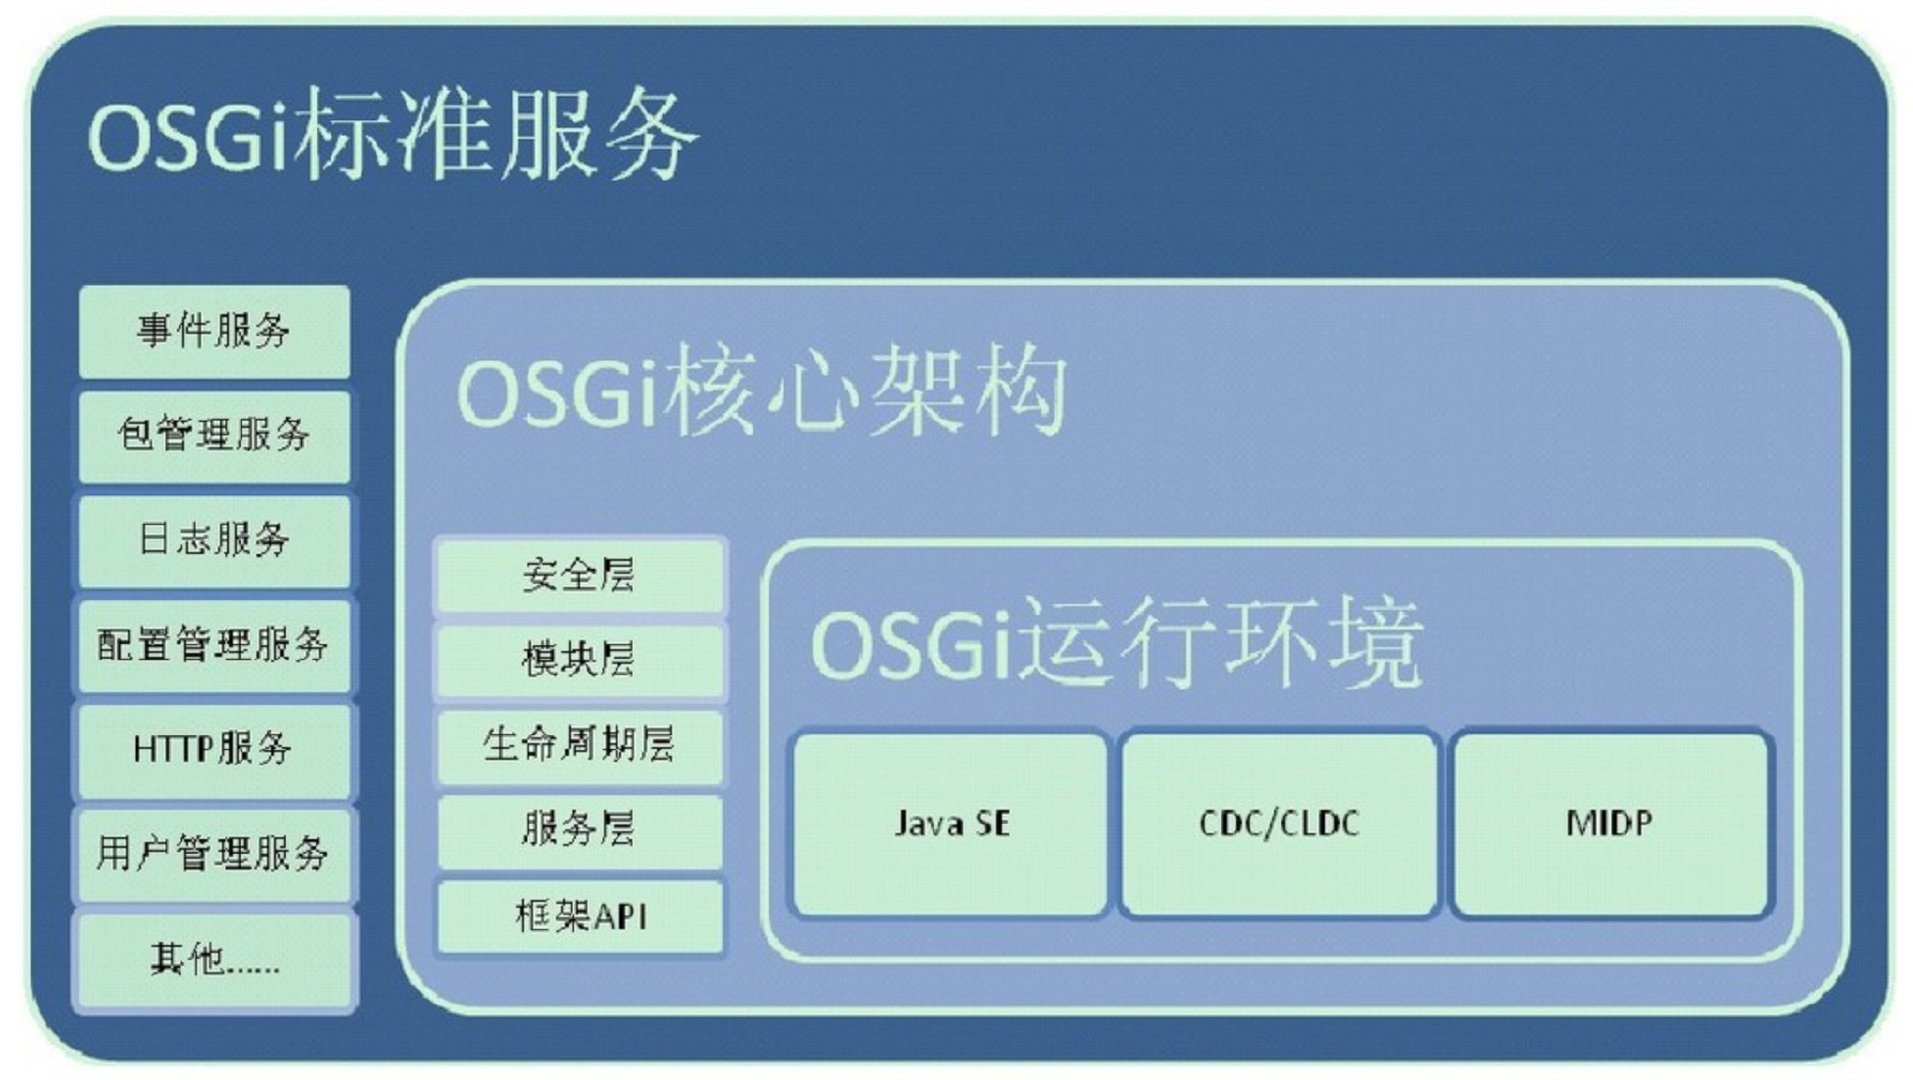 OSGi标准服务
事件服务
包管理服务
日志服务
配置管理服务
HTTP服务
用户管理服务
其他……
OSGi核心架构
安全层
模块层
生命周期层
服务层
框架API
OSGi运行环境
Java SE
CDC/CLDC
MIDP